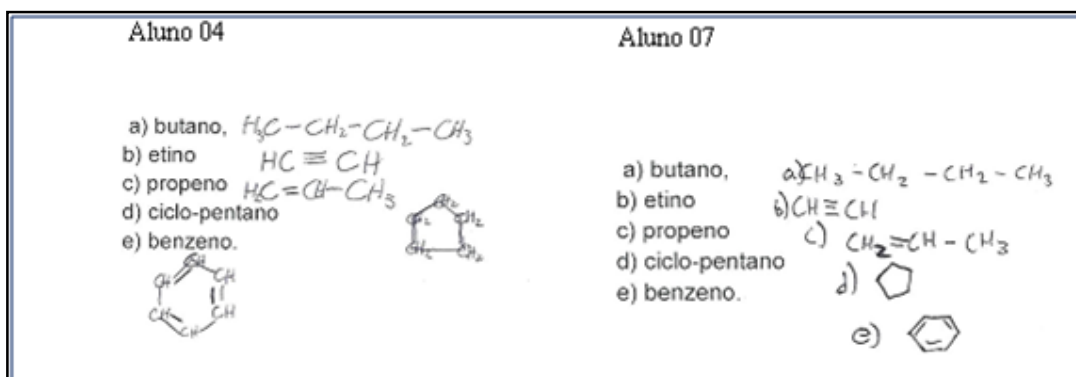 Aluno 04
a) butano, H3C-CH2-CH2-CH3
b) etino HC≡CH
c) propeno H2C=CH-CH3
d) ciclo-pentano
CH2
CH2 CH2
CH2 CH2
e) benzeno.
CH
CH CH
CH CH
CH
Aluno 07
a) butano, a) CH3-CH2-CH2-CH3
b) etino b) CH≡CH
c) propeno c) CH2=CH-CH3
d) ciclo-pentano d)
e) benzeno. e)